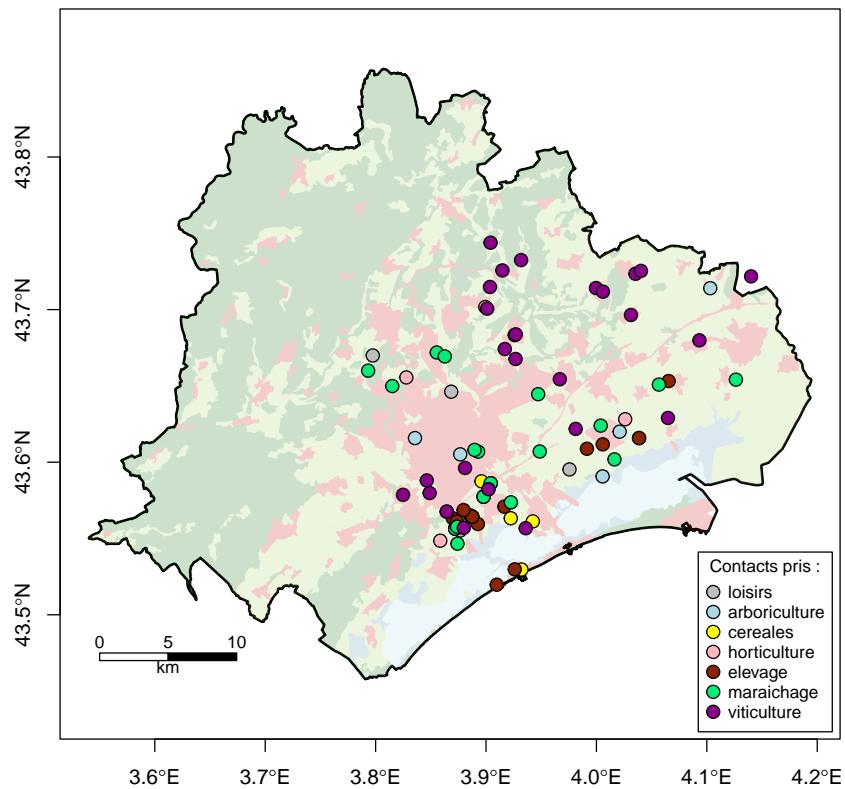 43.8°N
43.7°N
43.6°N
43.5°N
0 5 10
km
Contacts pris :
loisirs
arboriculture
cereales
horticulture
elevage
maraichage
viticulture
3.6°E 3.7°E 3.8°E 3.9°E 4.0°E 4.1°E 4.2°E